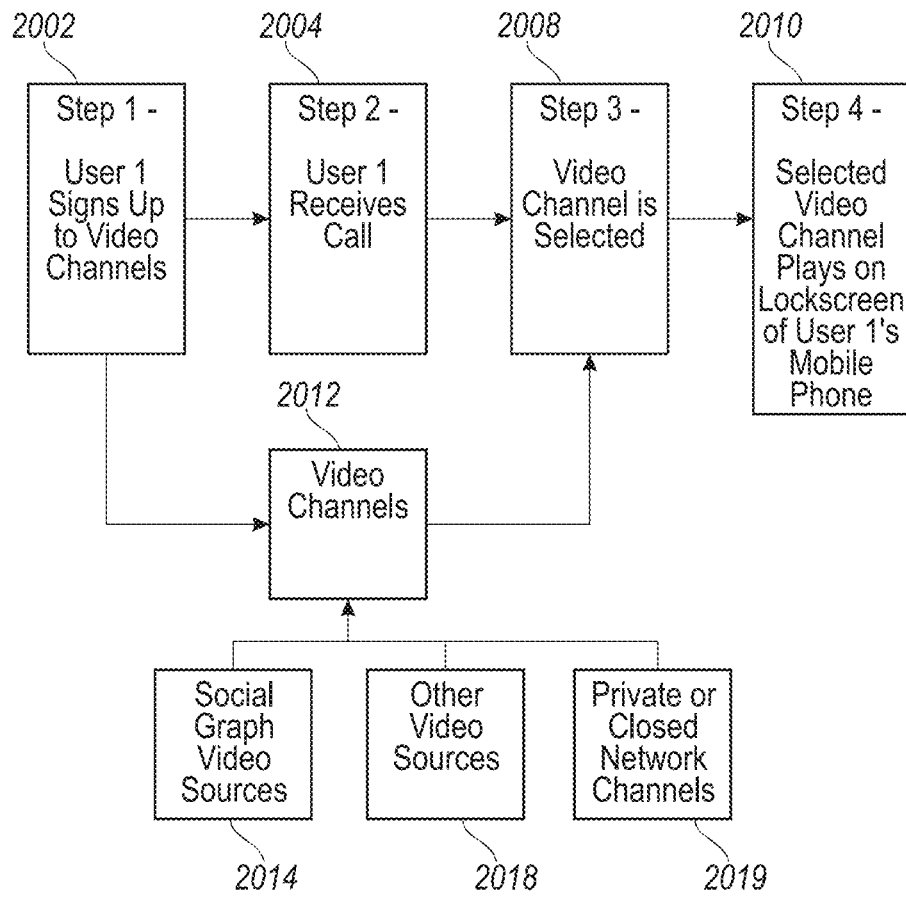 2002
2004
2008
2010
Step 1 -
User 1
Signs Up
to Video
Channels
Step 2 -
User 1
Receives
Call
Step 3 -
Video
Channel is
Selected
Step 4 -
Selected
Video
Channel
Plays on
Lockscreen
of User 1's
Mobile
Phone
2012
Video
Channels
Social
Graph
Video
Sources
Other
Video
Sources
Private or
Closed
Network
Channels
2014
2018
2019